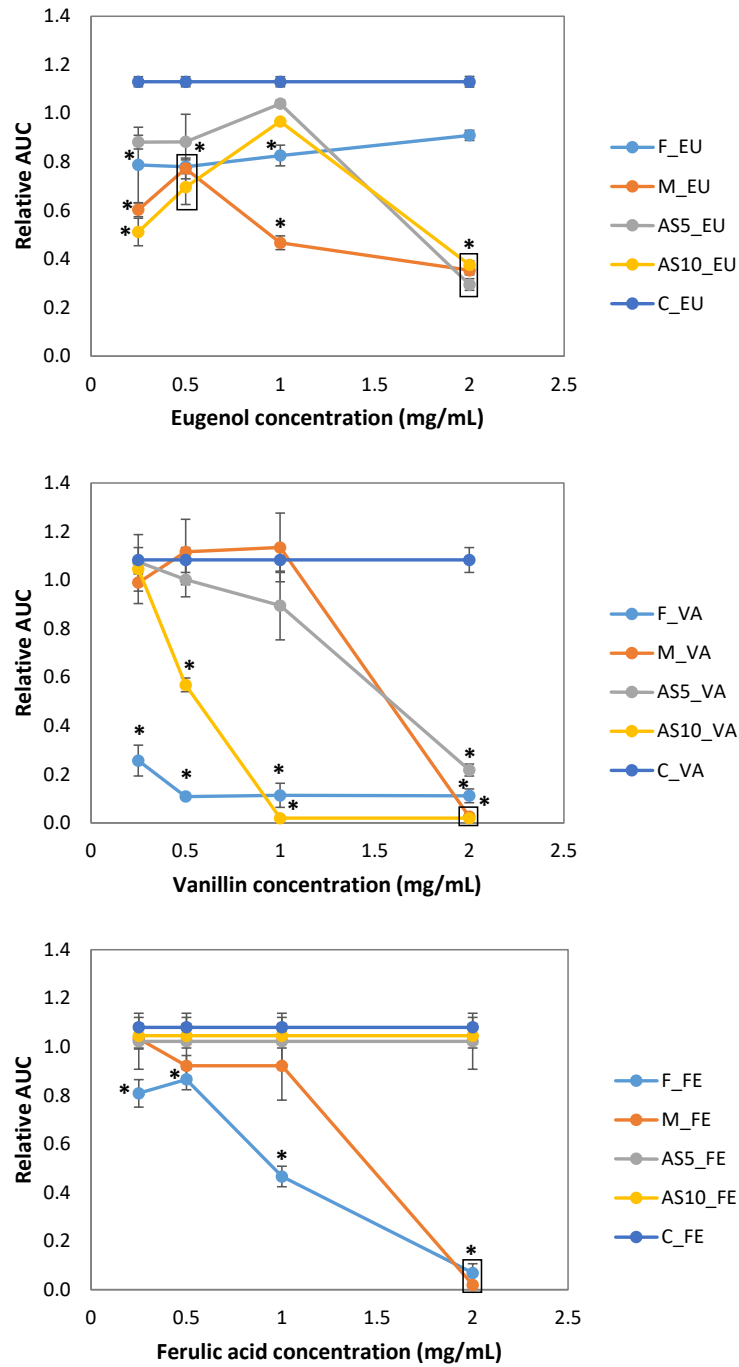 1.4
1.2
1.0
0.8
0.6
0.4
0.2
0.0
Relative AUC
* * * * * * *
0 0.5 1 1.5 2 2.5
Eugenol concentration (mg/mL)
F_EU
M_EU
AS5_EU
AS10_EU
C_EU
1.4
1.2
1.0
0.8
0.6
0.4
0.2
0.0
Relative AUC
* * * * * * * *
0 0.5 1 1.5 2 2.5
Vanillin concentration (mg/mL)
F_VA
M_VA
AS5_VA
AS10_VA
C_VA
1.4
1.2
1.0
0.8
0.6
0.4
0.2
0.0
Relative AUC
* * * *
0 0.5 1 1.5 2 2.5
Ferulic acid concentration (mg/mL)
F_FE
M_FE
AS5_FE
AS10_FE
C_FE